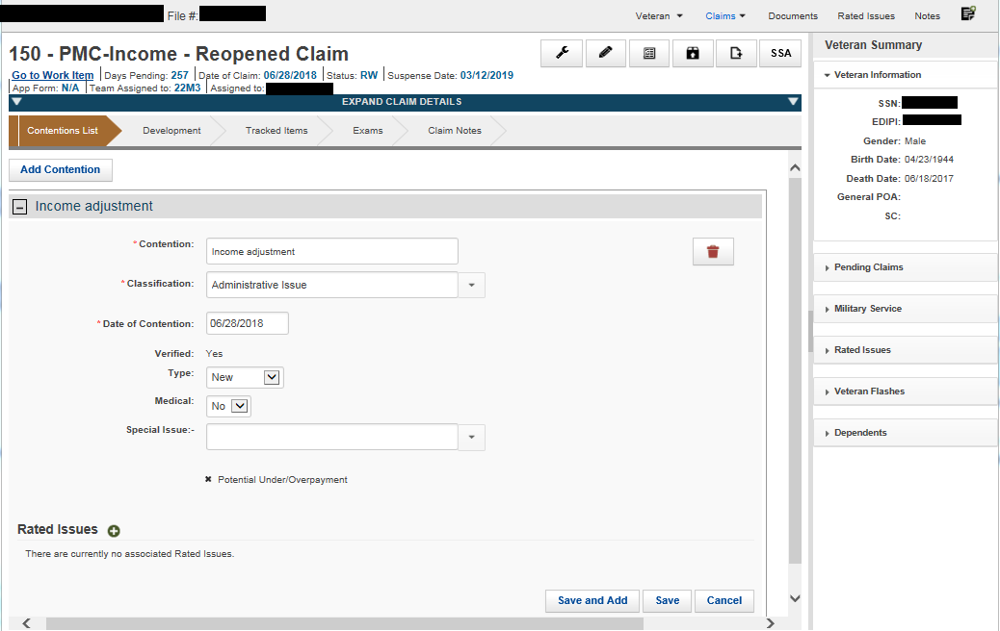 File #:
Veteran Claims Documents Rated Issues Notes
150 - PMC-Income - Reopened Claim
SSA
Go to Work Item Days Pending: 257 Date of Claim: 06/28/2018 Status: RW Suspense Date: 03/12/2019
App Form: N/A Team Assigned to: 22M3 Assigned to:
EXPAND CLAIM DETAILS
Contentions List Development Tracked Items Exams Claim Notes
Add Contention
Income adjustment
* Contention: Income adjustment
* Classification: Administrative Issue
* Date of Contention: 06/28/2018
Verified: Yes
Type: New
Medical: No
Special Issue:-
Potential Under/Overpayment
Rated Issues
There are currently no associated Rated Issues.
Save and Add Save Cancel
Veteran Summary
Veteran Information
SSN:
EDIPI:
Gender: Male
Birth Date: 04/23/1944
Death Date: 06/18/2017
General POA:
SC:
Pending Claims
Military Service
Rated Issues
Veteran Flashes
Dependents